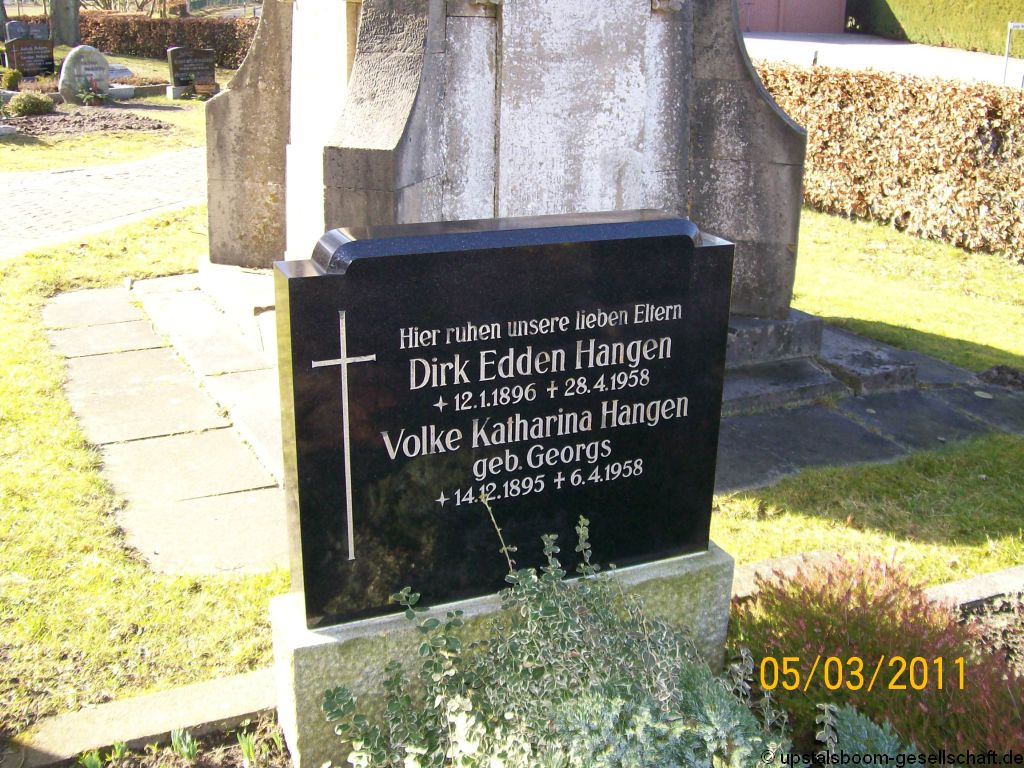 Hier ruhen unsere lieben Eltern
Dirk Edden Hangen
✦ 12.1.1896 ✝ 28.4.1958
Volke Katharina Hangen
geb. Georgs
✦ 14.12.1895 ✝ 6.4.1958
05/03/2011
© upstalsboom-gesellschaft.de